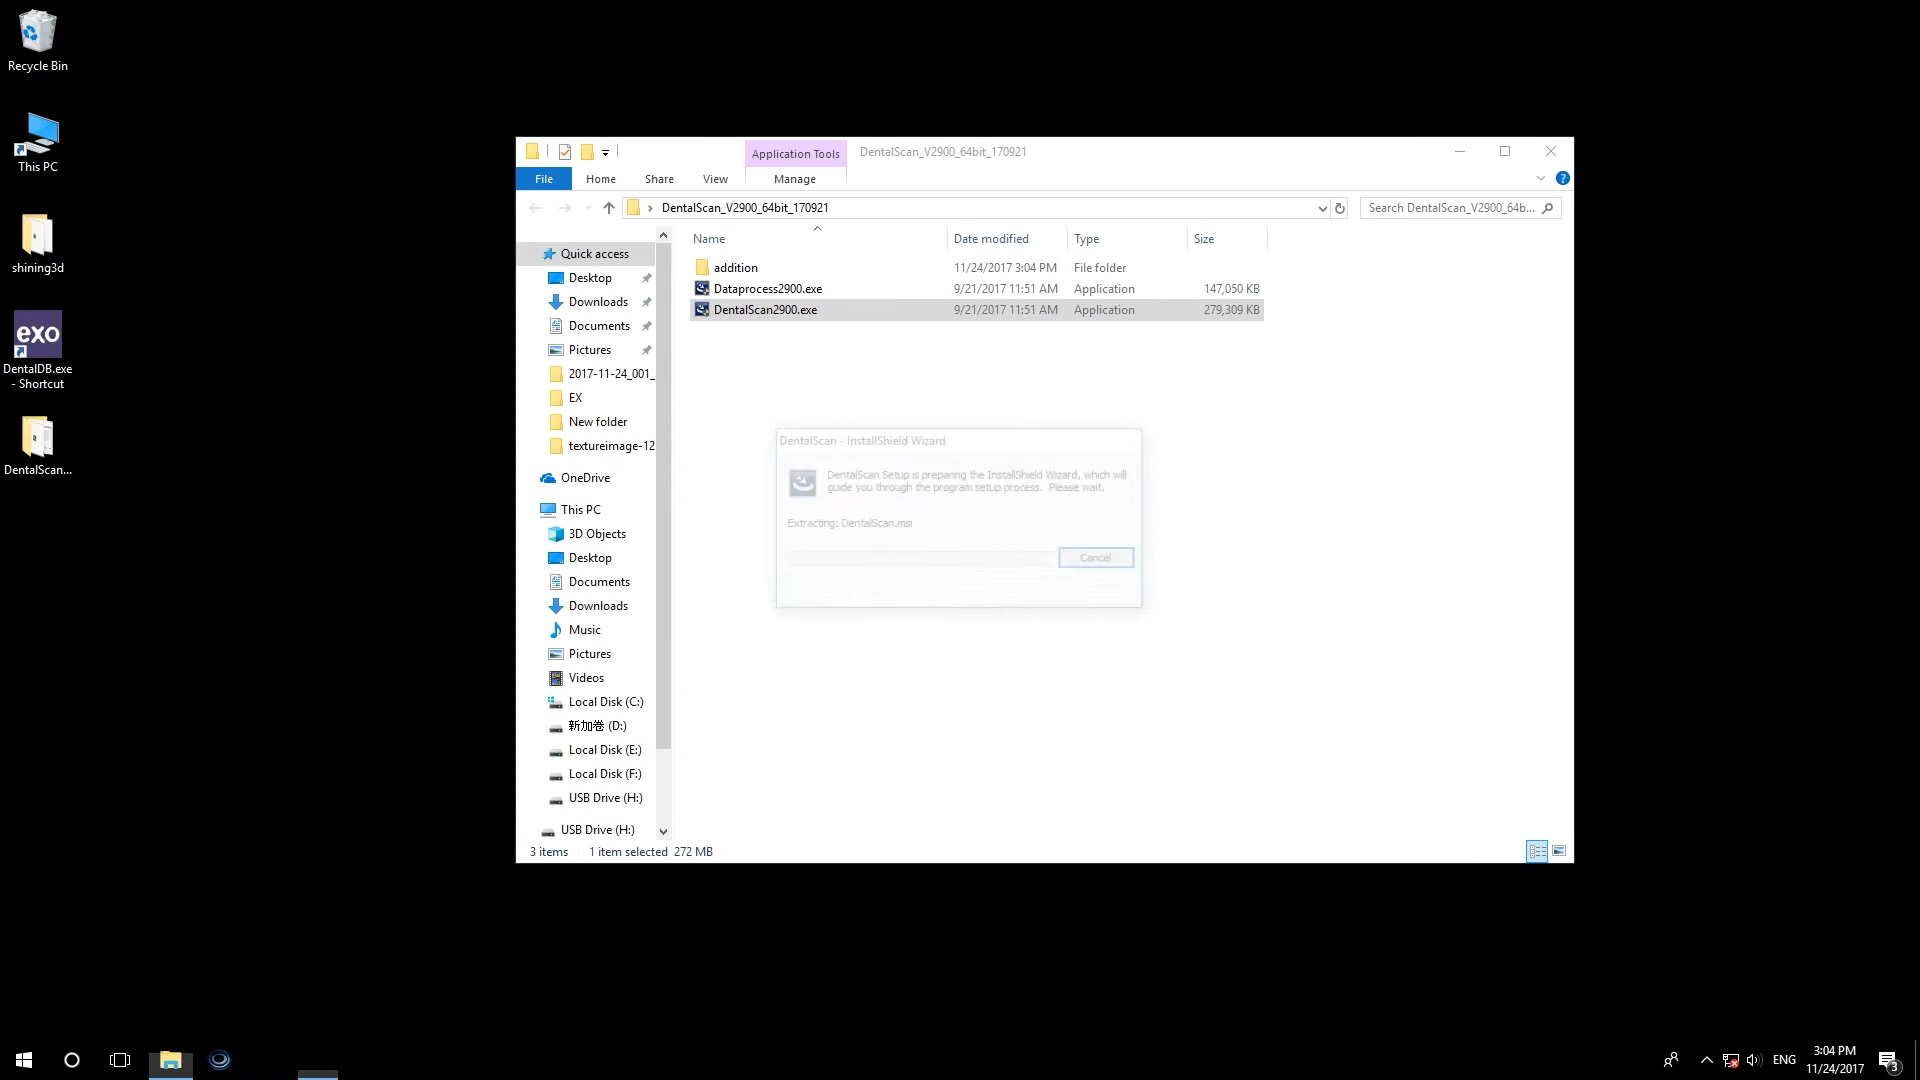 Recycle Bin
This PC
shining3d
exo
DentalDB.exe
- Shortcut
DentalScan...
Application Tools
DentalScan_V2900_64bit_170921
File
Home
Share
View
Manage
DentalScan_V2900_64bit_170921
Search DentalScan_V2900_64b...
Quick access
Desktop
Downloads
Documents
Pictures
2017-11-24_001_
EX
New folder
textureimage-12
OneDrive
This PC
3D Objects
Desktop
Documents
Downloads
Music
Pictures
Videos
Local Disk (C:)
新加卷 (D:)
Local Disk (E:)
Local Disk (F:)
USB Drive (H:)
USB Drive (H:)
Name Date modified Type Size
addition 11/24/2017 3:04 PM File folder
Dataprocess2900.exe 9/21/2017 11:51 AM Application 147,050 KB
DentalScan2900.exe 9/21/2017 11:51 AM Application 279,309 KB
DentalScan - InstallShield Wizard
DentalScan Setup is preparing the InstallShield Wizard, which will
guide you through the program setup process. Please wait.
Extracting: DentalScan.msi
Cancel
3 items 1 item selected 272 MB
ENG
3:04 PM
11/24/2017
3